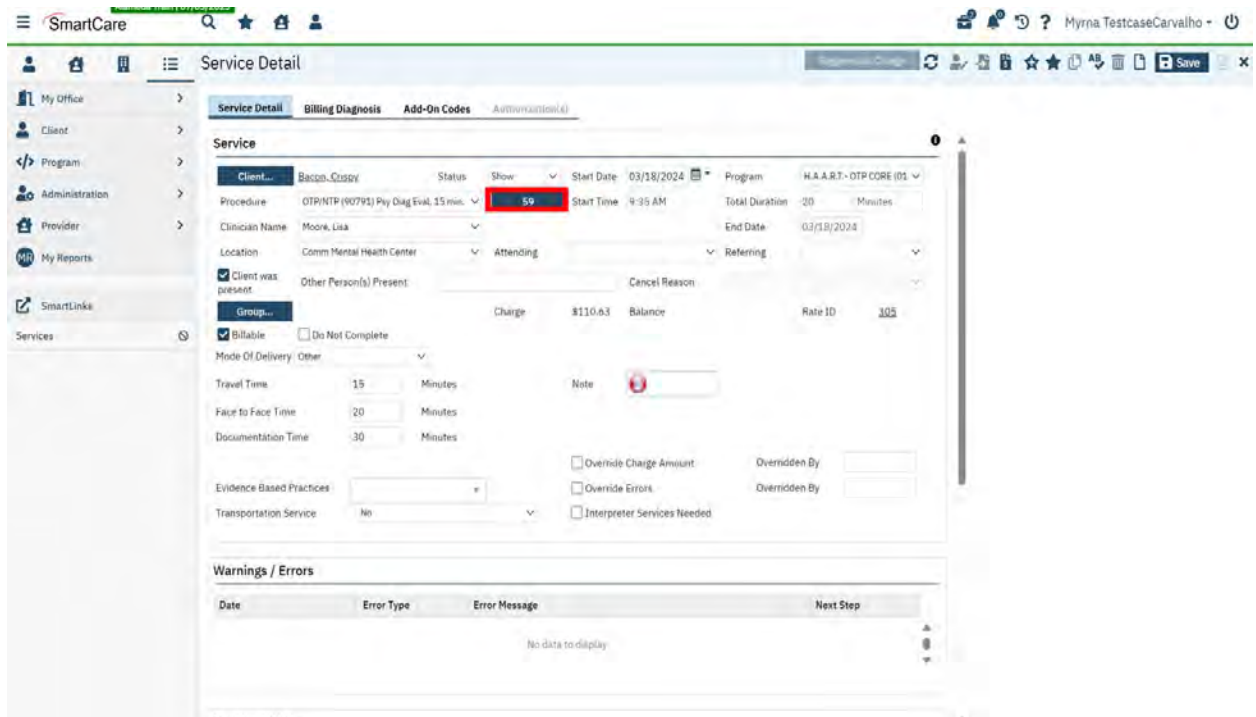 SmartCare
Myrna TestcaseCarvalho
Service Detail
Save
My Office
Client
Program
Administration
Provider
MR My Reports
SmartLinks
Services
Service Detail Billing Diagnosis Add-On Codes Authorization(s)
Service
Client... Bacon, Crispy Status Show Start Date 03/18/2024 Program H.A.A.R.T.- OTP CORE (01
Procedure OTP/NTP (90791) Psy Diag Eval, 15 min. 59 Start Time 9:35 AM Total Duration 20 Minutes
Clinician Name Moore, Lisa End Date 03/18/2024
Location Comm Mental Health Center Attending Referring
Client was present Other Person(s) Present Cancel Reason
Group... Charge $110.63 Balance Rate ID 305
Billable Do Not Complete
Mode Of Delivery Other
Travel Time 15 Minutes Note
Face to Face Time 20 Minutes
Documentation Time 30 Minutes
Override Charge Amount Overridden By
Evidence Based Practices Override Errors Overridden By
Transportation Service No Interpreter Services Needed
Warnings / Errors
Date Error Type Error Message Next Step
No data to display